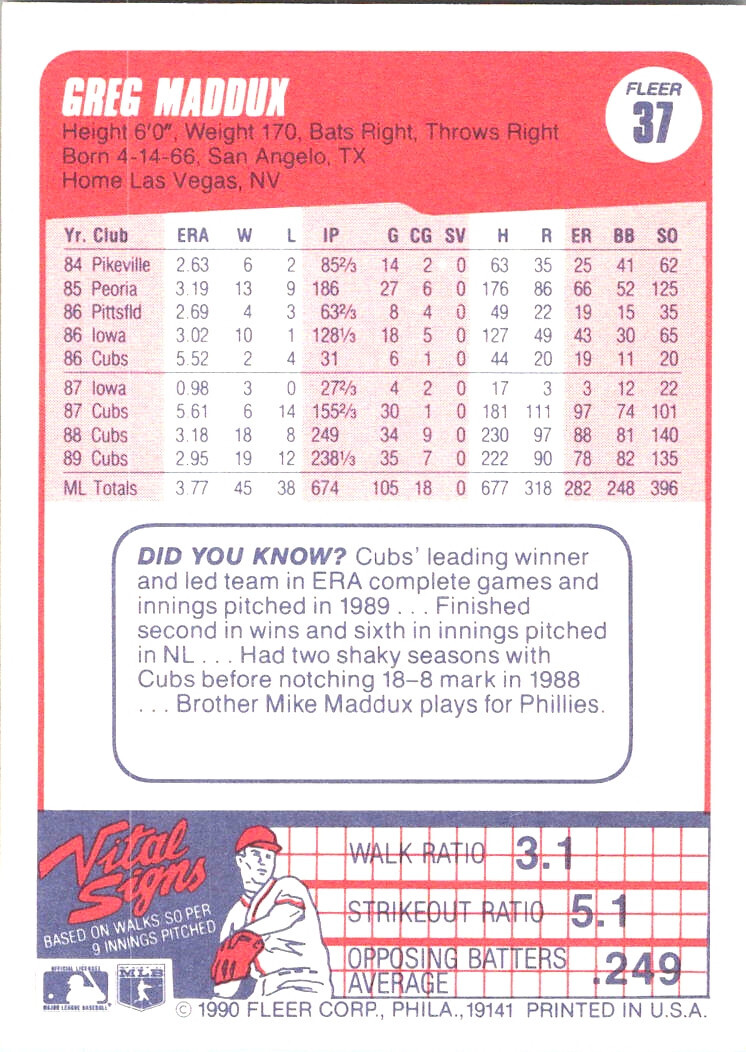 GREG MADDUX
FLEER
37
Height 6'0", Weight 170, Bats Right, Throws Right
Born 4-14-66, San Angelo, TX
Home Las Vegas, NV
Yr. Club ERA W L IP G CG SV H R ER BB SO
84 Pikeville 2.63 6 2 85⅔ 14 2 0 63 35 25 41 62
85 Peoria 3.19 13 9 186 27 6 0 176 86 66 52 125
86 Pittsfld 2.69 4 3 63⅔ 8 4 0 49 22 19 15 35
86 Iowa 3.02 10 1 128⅓ 18 5 0 127 49 43 30 65
86 Cubs 5.52 2 4 31 6 1 0 44 20 19 11 20
87 Iowa 0.98 3 0 27⅔ 4 2 0 17 3 3 12 22
87 Cubs 5.61 6 14 155⅔ 30 1 0 181 111 97 74 101
88 Cubs 3.18 18 8 249 34 9 0 230 97 88 81 140
89 Cubs 2.95 19 12 238⅓ 35 7 0 222 90 78 82 135
ML Totals 3.77 45 38 674 105 18 0 677 318 282 248 396
DID YOU KNOW? Cubs' leading winner
and led team in ERA complete games and
innings pitched in 1989 . . . Finished
second in wins and sixth in innings pitched
in NL . . . Had two shaky seasons with
Cubs before notching 18–8 mark in 1988
. . . Brother Mike Maddux plays for Phillies.
Vital
Signs
BASED ON WALKS, SO PER
9 INNINGS PITCHED
WALK RATIO 3.1
STRIKEOUT RATIO 5.1
OPPOSING BATTERS
AVERAGE .249
OFFICIAL LICENSEE
MAJOR LEAGUE BASEBALL
MLB
© 1990 FLEER CORP., PHILA., 19141 PRINTED IN U.S.A.